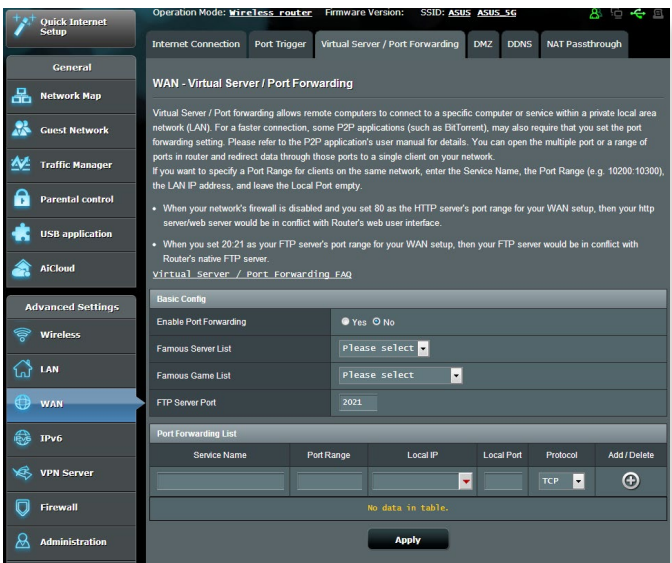 Operation Mode: Wireless router Firmware Version: SSID: ASUS ASUS_5G
Quick Internet
Setup
Internet Connection Port Trigger Virtual Server / Port Forwarding DMZ DDNS NAT Passthrough
General
Network Map
Guest Network
Traffic Manager
Parental control
USB application
AiCloud
Advanced Settings
Wireless
LAN
WAN
IPv6
VPN Server
Firewall
Administration
WAN - Virtual Server / Port Forwarding
Virtual Server / Port forwarding allows remote computers to connect to a specific computer or service within a private local area
network (LAN). For a faster connection, some P2P applications (such as BitTorrent), may also require that you set the port
forwarding setting. Please refer to the P2P application's user manual for details. You can open the multiple port or a range of
ports in router and redirect data through those ports to a single client on your network.
If you want to specify a Port Range for clients on the same network, enter the Service Name, the Port Range (e.g. 10200:10300),
the LAN IP address, and leave the Local Port empty.
• When your network's firewall is disabled and you set 80 as the HTTP server's port range for your WAN setup, then your http
server/web server would be in conflict with Router's web user interface.
• When you set 20:21 as your FTP server's port range for your WAN setup, then your FTP server would be in conflict with
Router's native FTP server.
Virtual Server / Port Forwarding FAQ
Basic Config
Enable Port Forwarding Yes No
Famous Server List Please select
Famous Game List Please select
FTP Server Port 2021
Port Forwarding List
Service Name Port Range Local IP Local Port Protocol Add / Delete
TCP
No data in table.
Apply